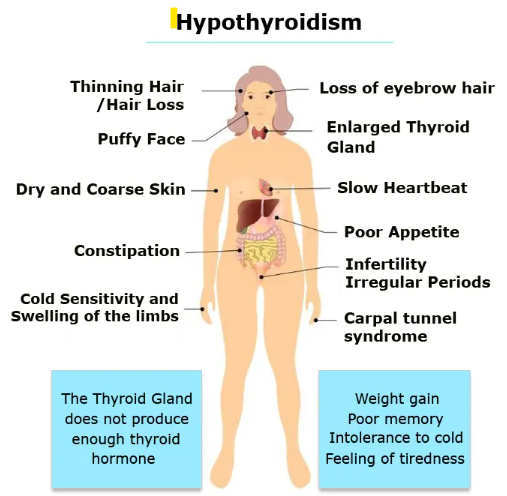 Hypothyroidism
Thinning Hair
/Hair Loss
Loss of eyebrow hair
Puffy Face
Enlarged Thyroid
Gland
Dry and Coarse Skin
Slow Heartbeat
Poor Appetite
Constipation
Infertility
Irregular Periods
Cold Sensitivity and
Swelling of the limbs
Carpal tunnel
syndrome
The Thyroid Gland
does not produce
enough thyroid
hormone
Weight gain
Poor memory
Intolerance to cold
Feeling of tiredness